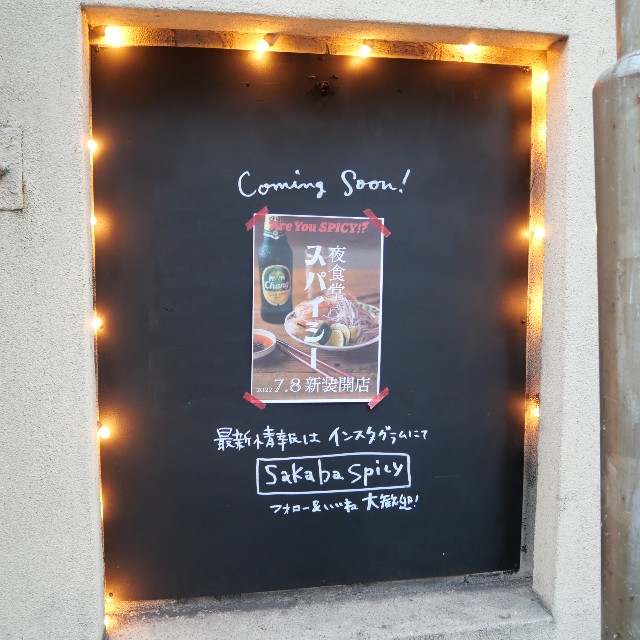 Coming Soon!
Are You SPICY!?
夜食堂
スパイシー
Chang
2022 7.8 新装開店
最新情報は インスタグラムにて
Sakaba Spicy
フォロー&いいね 大歓迎!